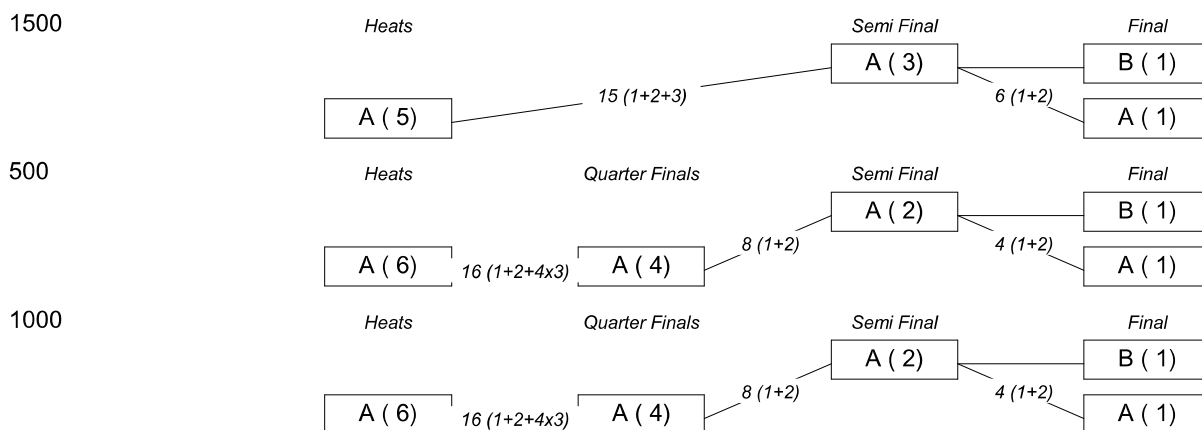 1500 Heats Semi Final Final
A ( 3) B ( 1)
15 (1+2+3) 6 (1+2)
A ( 5) A ( 1)
500 Heats Quarter Finals Semi Final Final
A ( 2) B ( 1)
8 (1+2) 4 (1+2)
A ( 6) 16 (1+2+4x3) A ( 4) A ( 1)
1000 Heats Quarter Finals Semi Final Final
A ( 2) B ( 1)
8 (1+2) 4 (1+2)
A ( 6) 16 (1+2+4x3) A ( 4) A ( 1)